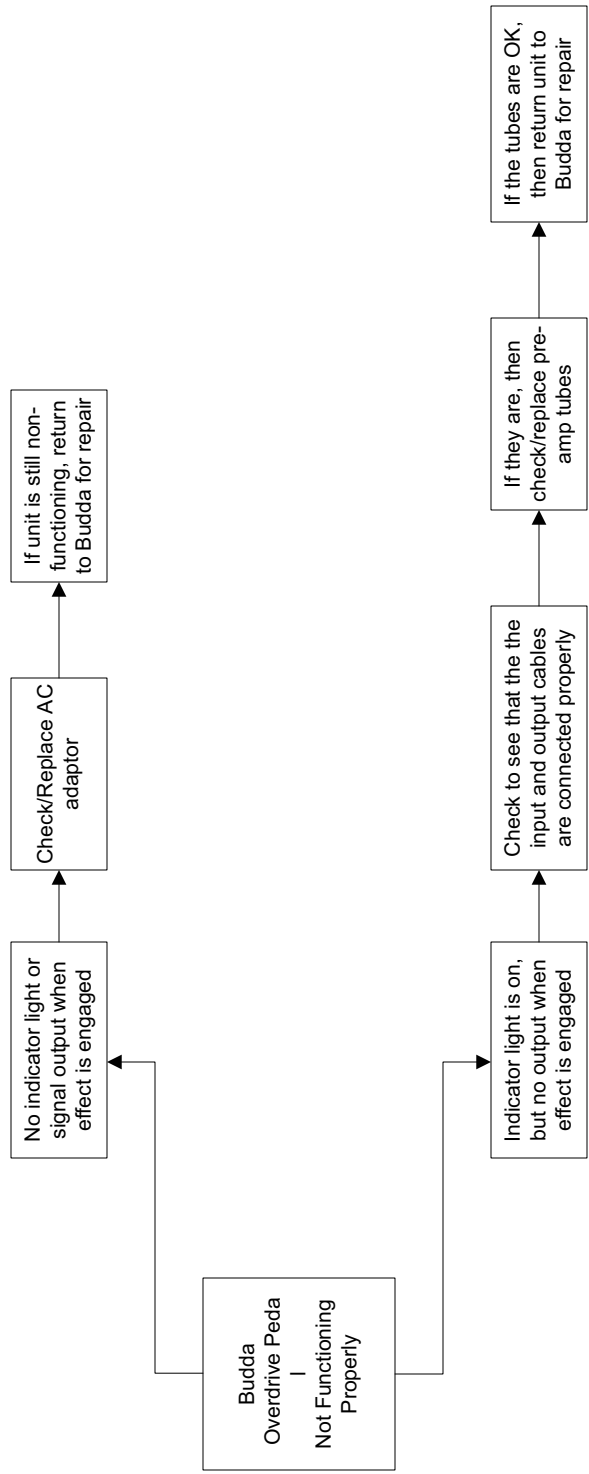 Budda
Overdrive Peda
l
Not Functioning
Properly
No indicator light or
signal output when
effect is engaged
Check/Replace AC
adaptor
If unit is still non-
functioning, return
to Budda for repair
Indicator light is on,
but no output when
effect is engaged
Check to see that the the
input and output cables
are connected properly
If they are, then
check/replace pre-
amp tubes
If the tubes are OK,
then return unit to
Budda for repair